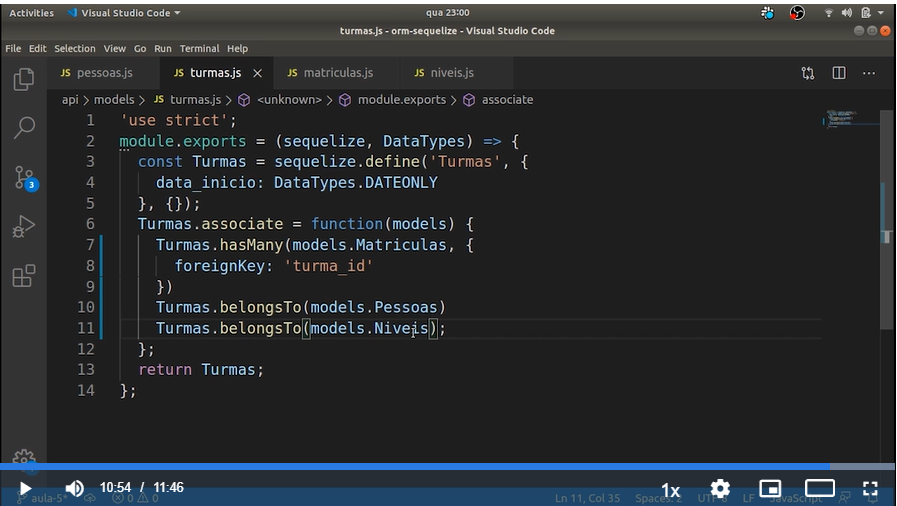 Activities Visual Studio Code qua 23:00
turmas.js - orm-sequelize - Visual Studio Code
File Edit Selection View Go Run Terminal Help
JS pessoas.js JS turmas.js JS matriculas.js JS niveis.js
api > models > JS turmas.js > <unknown> > module.exports > associate
1 'use strict';
2 module.exports = (sequelize, DataTypes) => {
3 const Turmas = sequelize.define('Turmas', {
4 data_inicio: DataTypes.DATEONLY
5 }, {});
6 Turmas.associate = function(models) {
7 Turmas.hasMany(models.Matriculas, {
8 foreignKey: 'turma_id'
9 })
10 Turmas.belongsTo(models.Pessoas)
11 Turmas.belongsTo(models.Niveis);
12 };
13 return Turmas;
14 };
3
10:54 / 11:46 1x
aula-5* 0 0 Ln 11, Col 35 Spaces: 2 UTF-8 LF JavaScript